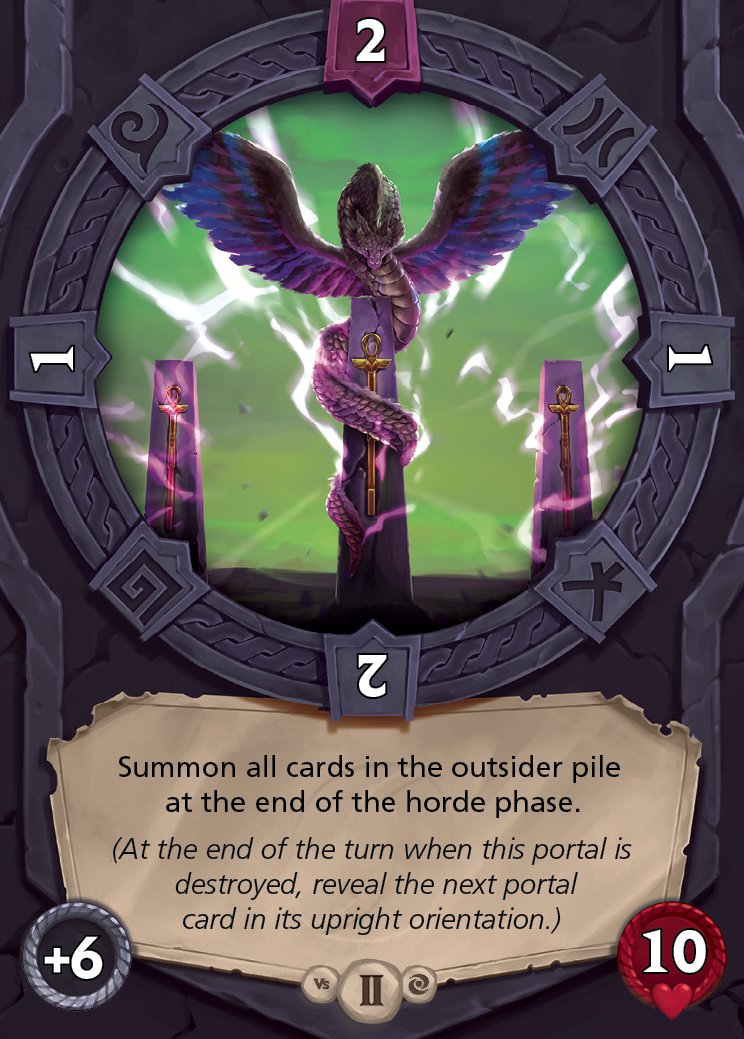 2
1
1
2
Summon all cards in the outsider pile
at the end of the horde phase.
(At the end of the turn when this portal is
destroyed, reveal the next portal
card in its upright orientation.)
+6
10
Vs
II